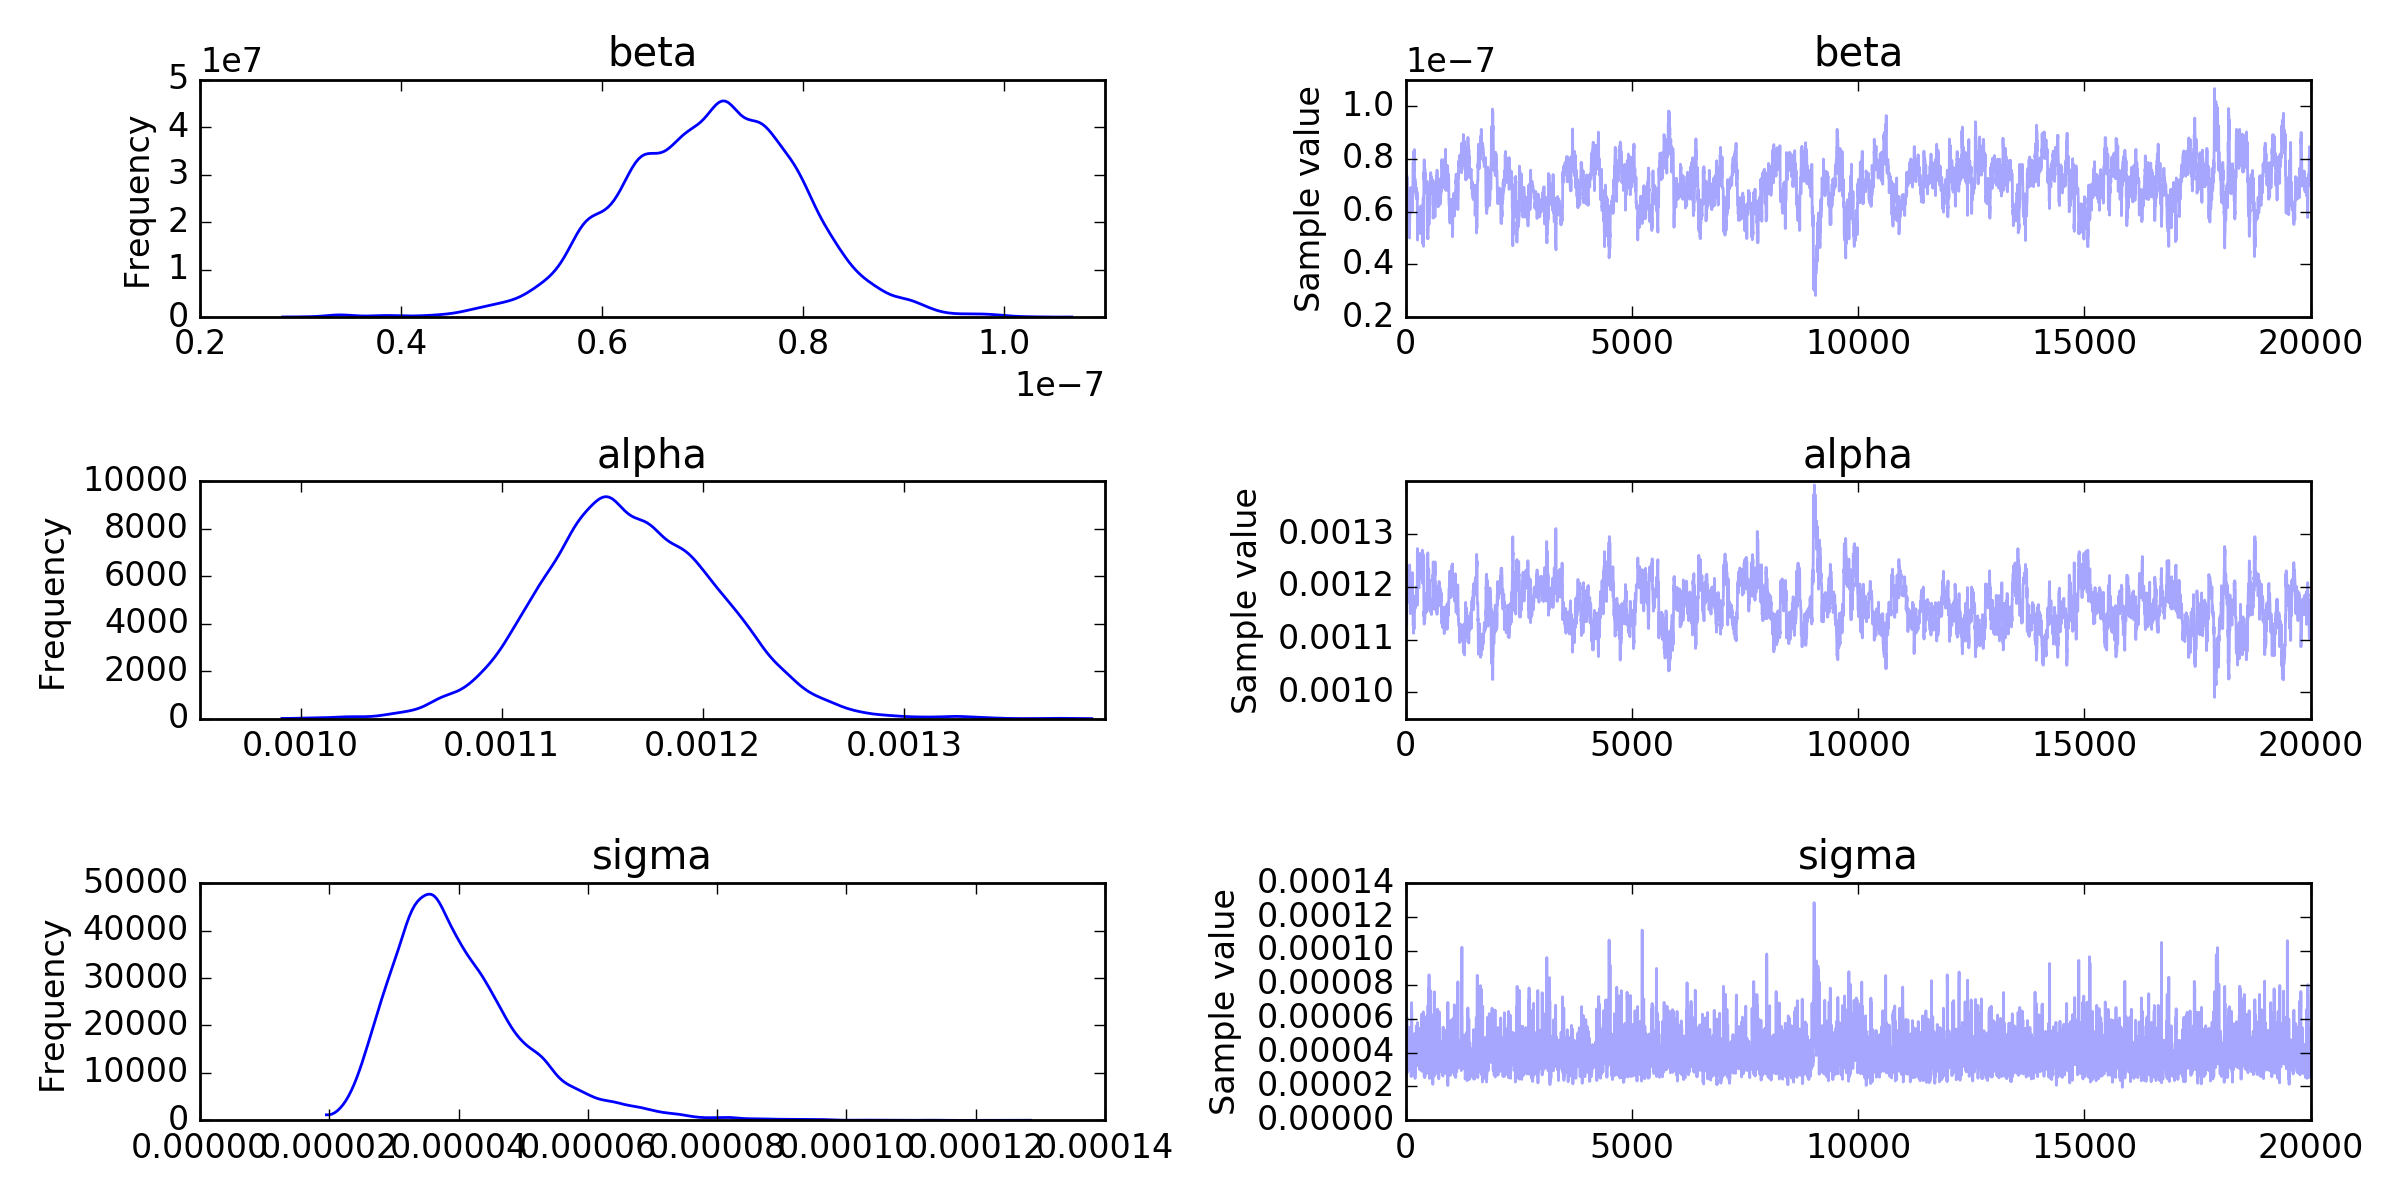 beta
1e7
Frequency
5
4
3
2
1
0
0.2 0.4 0.6 0.8 1.0
1e−7
beta
1e−7
Sample value
1.0
0.8
0.6
0.4
0.2
0 5000 10000 15000 20000
alpha
Frequency
10000
8000
6000
4000
2000
0
0.0010 0.0011 0.0012 0.0013
alpha
Sample value
0.0013
0.0012
0.0011
0.0010
0 5000 10000 15000 20000
sigma
Frequency
50000
40000
30000
20000
10000
0
0.00000 0.00002 0.00004 0.00006 0.00008 0.00010 0.00012 0.00014
sigma
Sample value
0.00014
0.00012
0.00010
0.00008
0.00006
0.00004
0.00002
0.00000
0 5000 10000 15000 20000